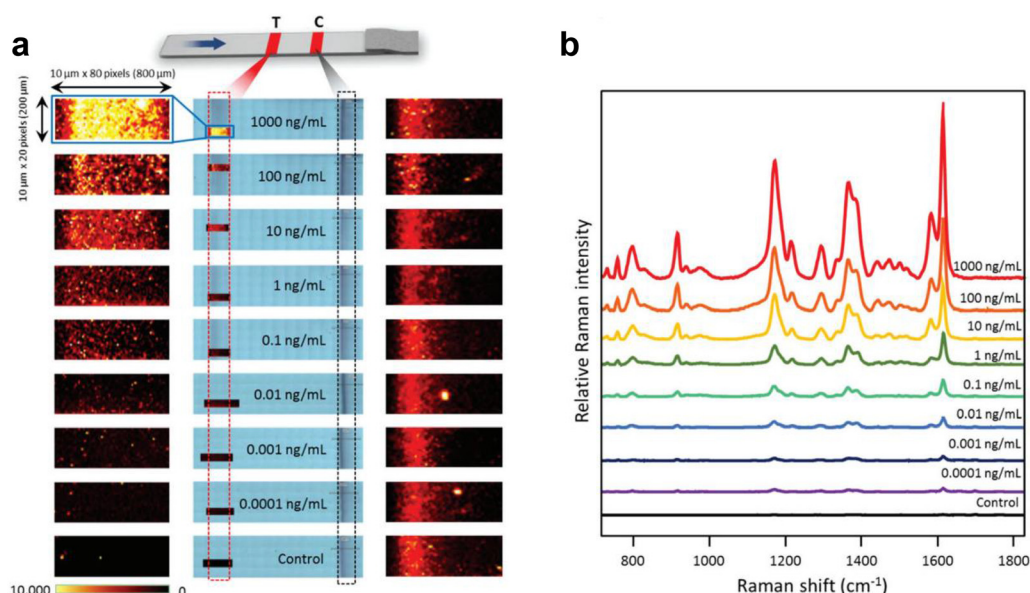 a
T
C
10 µm x 80 pixels (800 µm)
10 µm x 20 pixels (200 µm)
1000 ng/mL
100 ng/mL
10 ng/mL
1 ng/mL
0.1 ng/mL
0.01 ng/mL
0.001 ng/mL
0.0001 ng/mL
Control
10,000
0
b
Relative Raman intensity
1000 ng/mL
100 ng/mL
10 ng/mL
1 ng/mL
0.1 ng/mL
0.01 ng/mL
0.001 ng/mL
0.0001 ng/mL
Control
800
1000
1200
1400
1600
1800
Raman shift (cm⁻¹)